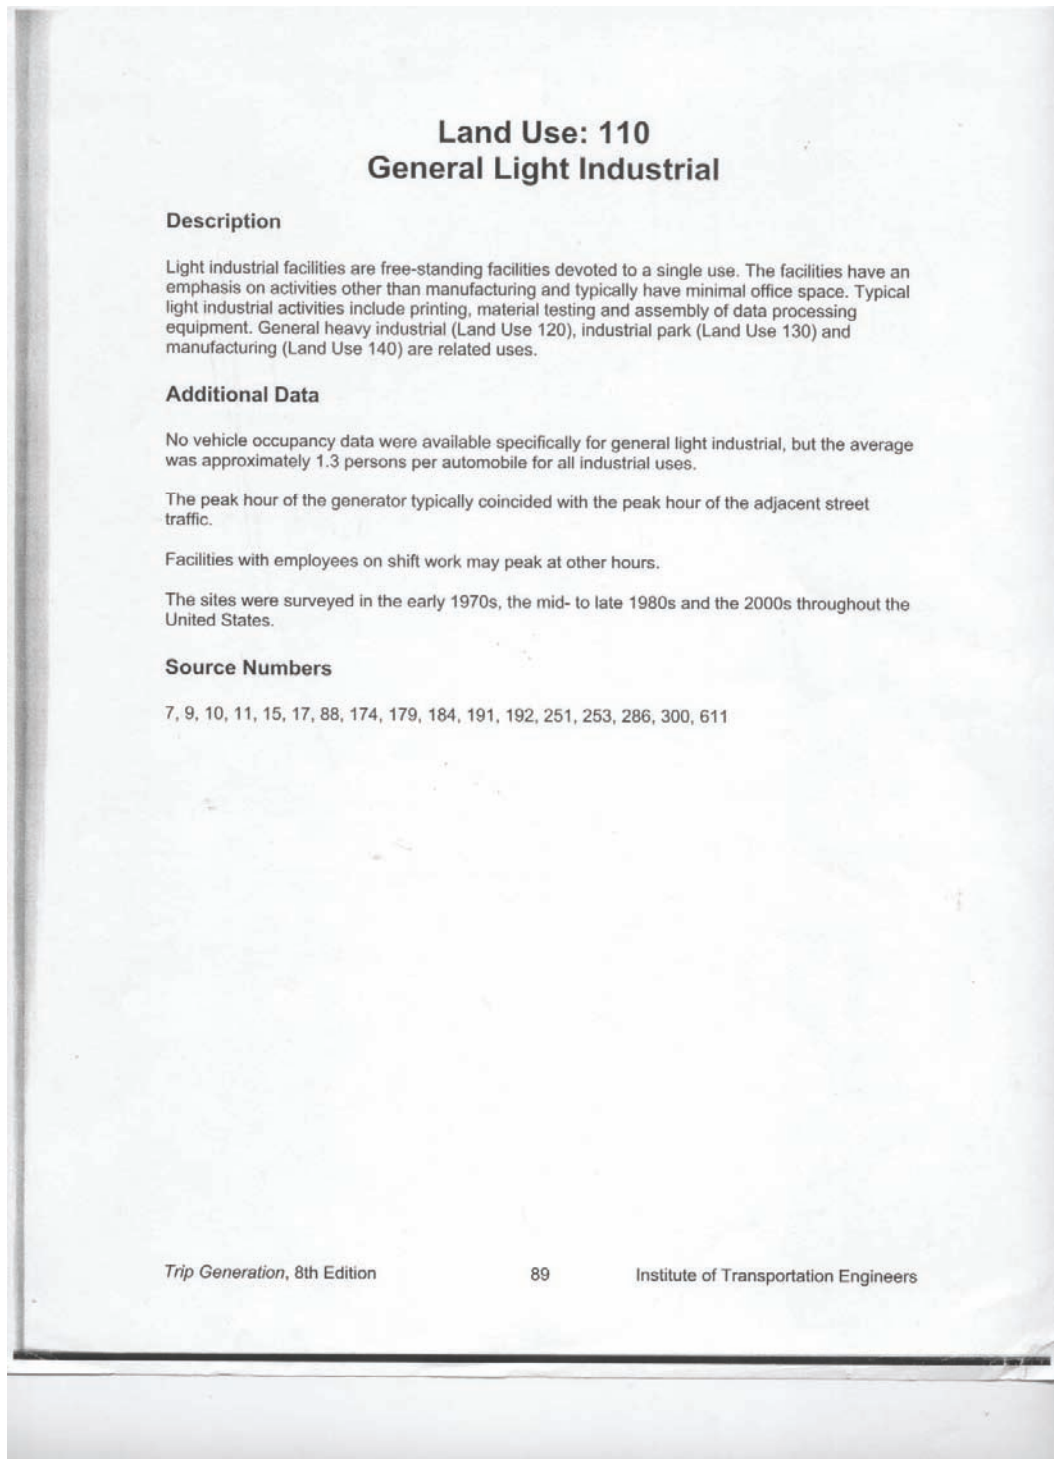 Land Use: 110
General Light Industrial
Description
Light industrial facilities are free-standing facilities devoted to a single use. The facilities have an
emphasis on activities other than manufacturing and typically have minimal office space. Typical
light industrial activities include printing, material testing and assembly of data processing
equipment. General heavy industrial (Land Use 120), industrial park (Land Use 130) and
manufacturing (Land Use 140) are related uses.
Additional Data
No vehicle occupancy data were available specifically for general light industrial, but the average
was approximately 1.3 persons per automobile for all industrial uses.
The peak hour of the generator typically coincided with the peak hour of the adjacent street
traffic.
Facilities with employees on shift work may peak at other hours.
The sites were surveyed in the early 1970s, the mid- to late 1980s and the 2000s throughout the
United States.
Source Numbers
7, 9, 10, 11, 15, 17, 88, 174, 179, 184, 191, 192, 251, 253, 286, 300, 611
Trip Generation, 8th Edition 89 Institute of Transportation Engineers